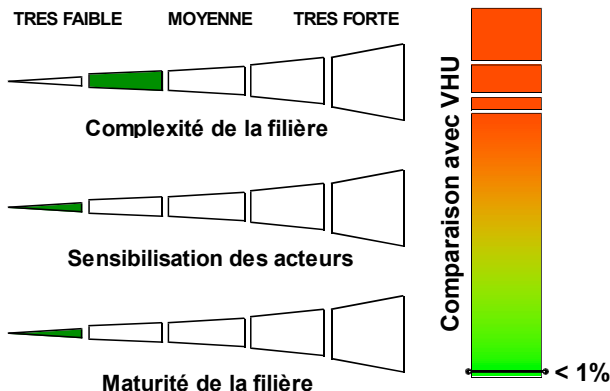 TRES FAIBLE MOYENNE TRES FORTE
Complexité de la filière
Sensibilisation des acteurs
Maturité de la filière
Comparaison avec VHU
< 1%